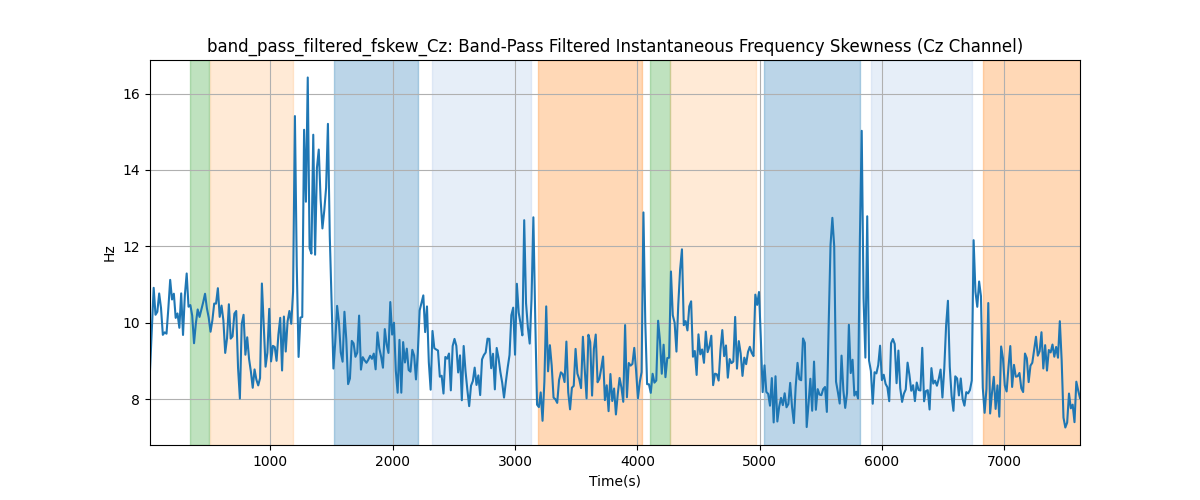 band_pass_filtered_fskew_Cz: Band-Pass Filtered Instantaneous Frequency Skewness (Cz Channel)
16
14
12
10
8
Hz
1000 2000 3000 4000 5000 6000 7000
Time(s)